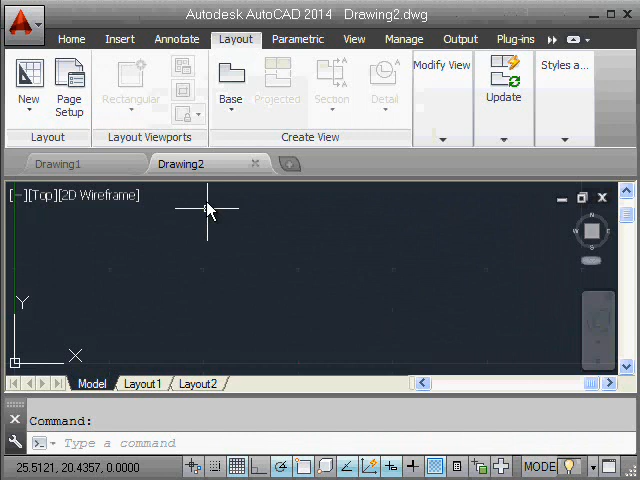 Autodesk AutoCAD 2014 Drawing2.dwg
Home Insert Annotate Layout Parametric View Manage Output Plug-ins
New
Page Setup
Rectangular
Base
Projected
Section
Detail
Modify View
Update
Styles a...
Layout
Layout Viewports
Create View
Drawing1
Drawing2
[−][Top][2D Wireframe]
N
W
E
S
Y
X
Model Layout1 Layout2
Command:
Type a command
25.5121, 20.4357, 0.0000
MODEL